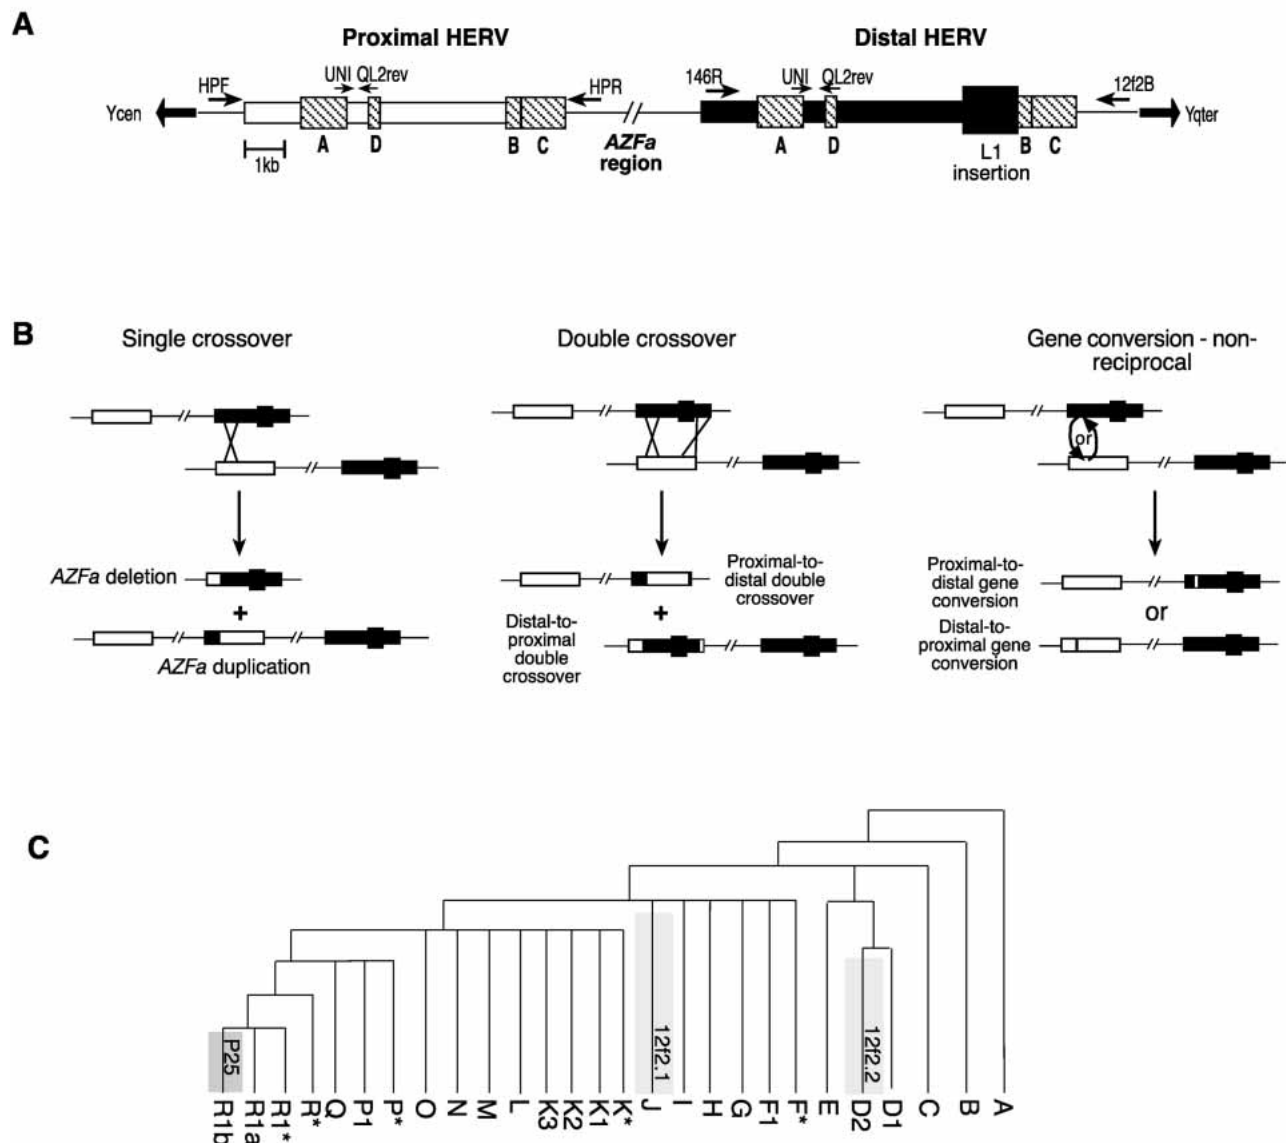 A
Proximal HERV Distal HERV
HPF UNI QL2rev HPR 146R UNI QL2rev 12f2B
Ycen Yqter
A D B C AZFa A D L1 B C
1kb region insertion
B
Single crossover Double crossover Gene conversion - non-
reciprocal
or
AZFa deletion
+
AZFa duplication
Proximal-to-
distal double
crossover
+
Distal-to-
proximal
double
crossover
Proximal-to-
distal gene
conversion
or
Distal-to-
proximal gene
conversion
C
P25 12f2.1 12f2.2
R1b R1a R1* R* Q P1 P* O N M L K3 K2 K1 K* J I H G F1 F* E D2 D1 C B A